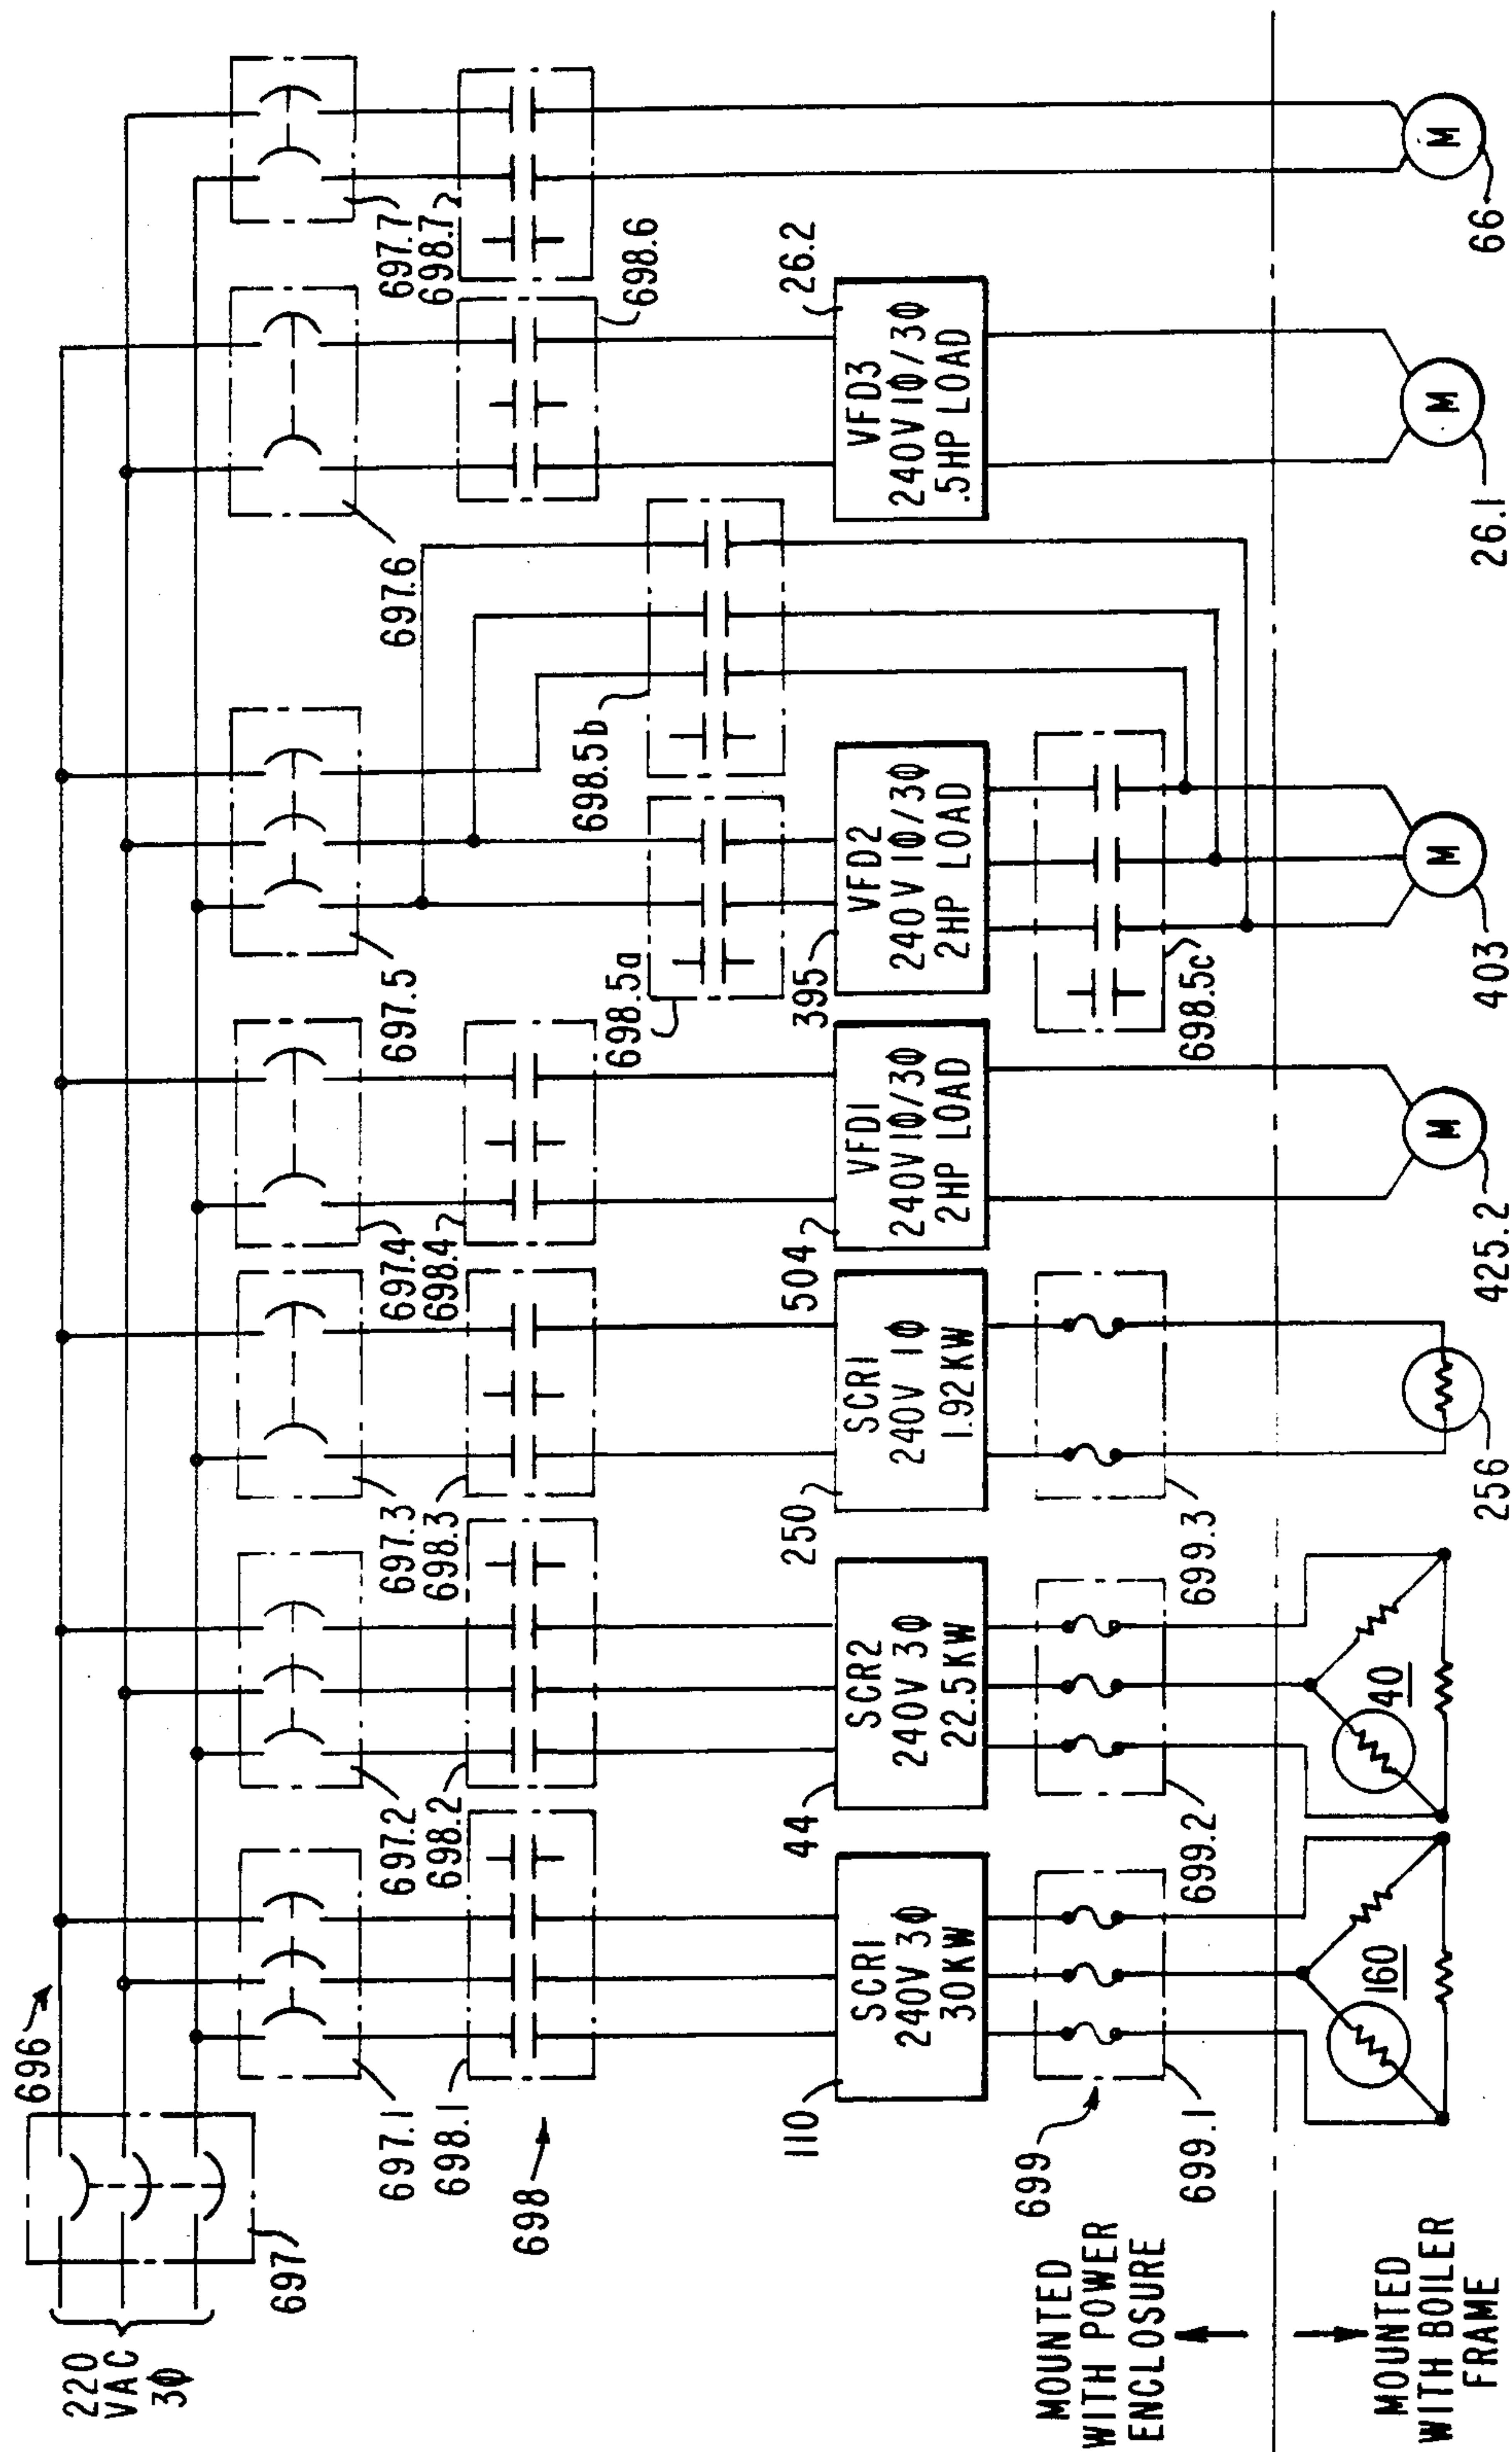 220
VAC
3Φ
696
697
697.1
698.1
697.2
698.2
697.3
698.3
697.4
698.4
697.5
697.6
697.7
698.7
698
698.5a
698.5b
698.6
110
SCR1
240V 3Φ
30KW
44
SCR2
240V 3Φ
22.5KW
250
SCR1
240V 1Φ
1.92KW
504
VFD1
240V1Φ/3Φ
2HP LOAD
395
VFD2
240V 1Φ/3Φ
2HP LOAD
26.2
VFD3
240V1Φ/3Φ
.5HP LOAD
699
699.1
699.2
699.3
698.5c
MOUNTED
WITH POWER
ENCLOSURE
MOUNTED
WITH BOILER
FRAME
160
40
256
M
425.2
M
403
M
26.1
M
66